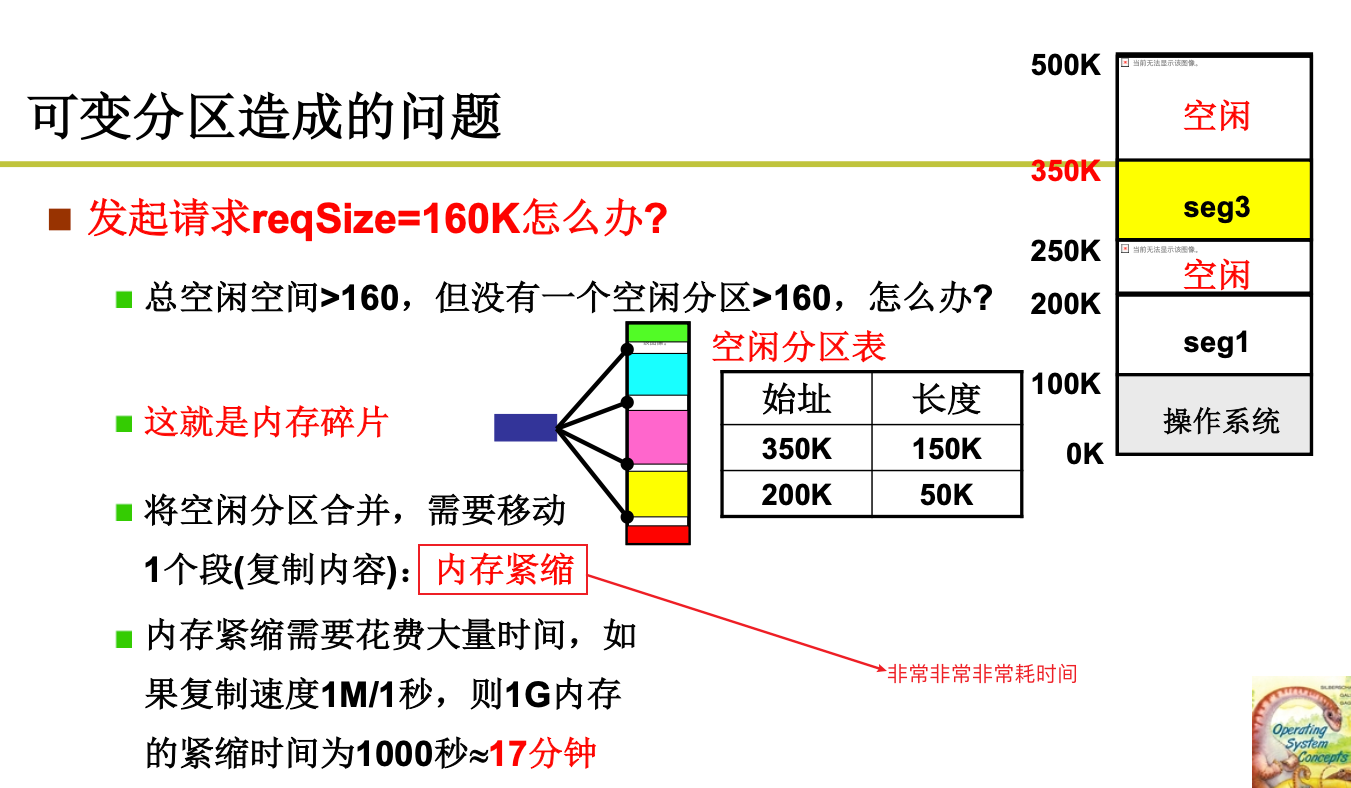 可变分区造成的问题
发起请求reqSize=160K怎么办?
总空闲空间>160，但没有一个空闲分区>160，怎么办?
这就是内存碎片
将空闲分区合并，需要移动
1个段(复制内容)：内存紧缩
内存紧缩需要花费大量时间，如
果复制速度1M/1秒，则1G内存
的紧缩时间为1000秒≈17分钟
非常非常非常耗时间
空闲分区表
始址 长度
350K 150K
200K 50K
500K
当前无法显示该图像。
空闲
350K
seg3
250K
当前无法显示该图像。
空闲
200K
seg1
100K
操作系统
0K
Operating
System
Concepts